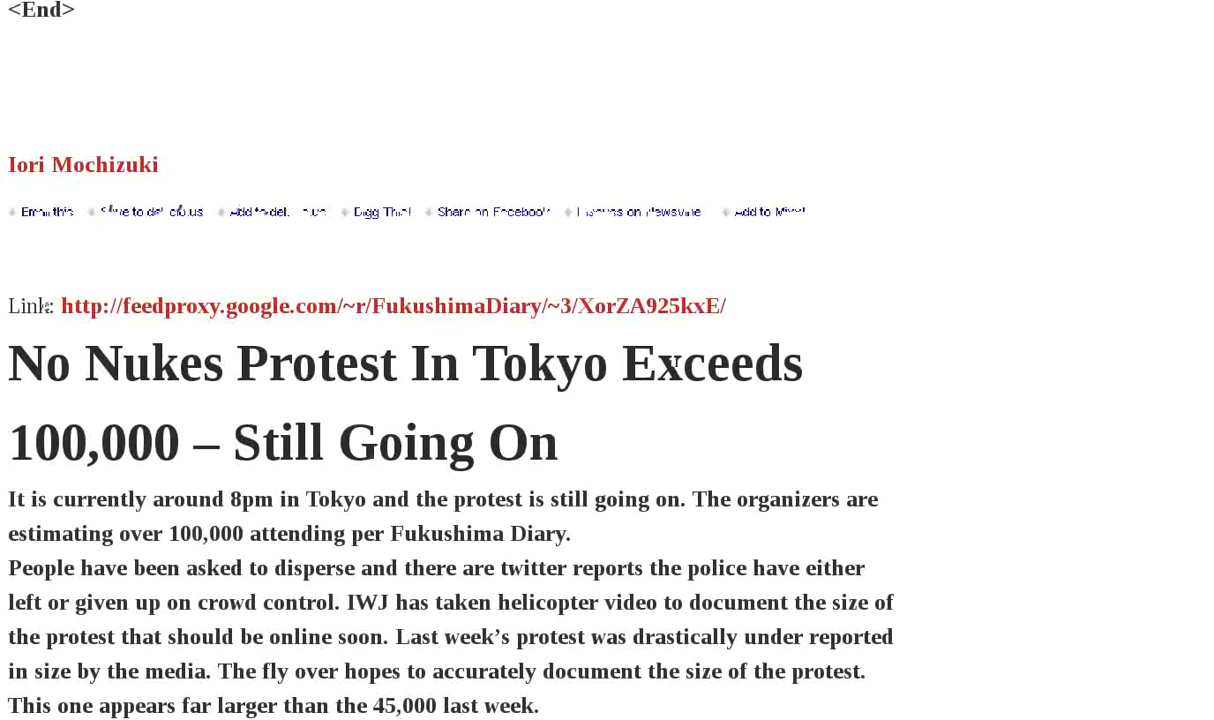 <End>
Iori Mochizuki
Email this Save to del.icio.us Add to del.icio.us Digg This! Share on Facebook Discuss on Newsvine Add to Mixx!
Link: http://feedproxy.google.com/~r/FukushimaDiary/~3/XorZA925kxE/
No Nukes Protest In Tokyo Exceeds
100,000 – Still Going On
It is currently around 8pm in Tokyo and the protest is still going on. The organizers are
estimating over 100,000 attending per Fukushima Diary.
People have been asked to disperse and there are twitter reports the police have either
left or given up on crowd control. IWJ has taken helicopter video to document the size of
the protest that should be online soon. Last week’s protest was drastically under reported
in size by the media. The fly over hopes to accurately document the size of the protest.
This one appears far larger than the 45,000 last week.